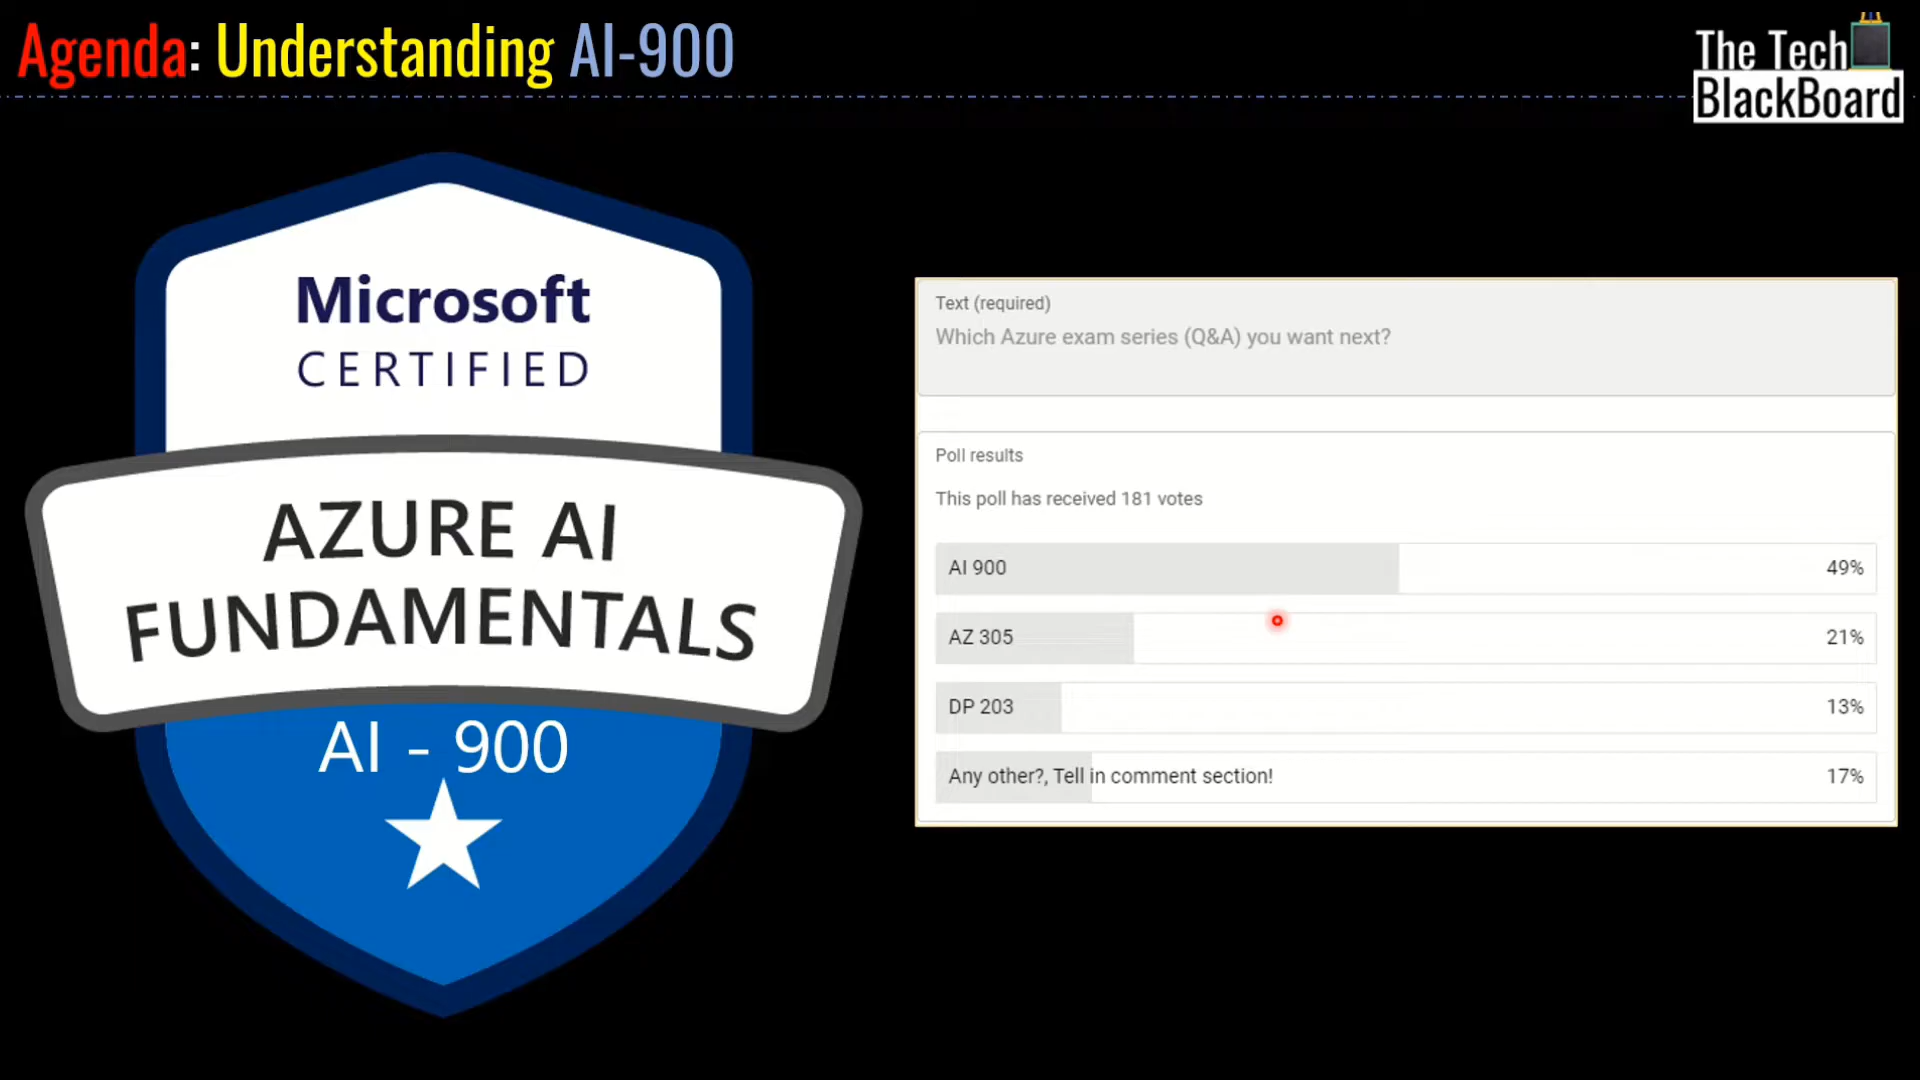 Agenda: Understanding AI-900
The Tech
BlackBoard
Microsoft
CERTIFIED
AZURE AI
FUNDAMENTALS
AI - 900
Text (required)
Which Azure exam series (Q&A) you want next?
Poll results
This poll has received 181 votes
AI 900 49%
AZ 305 21%
DP 203 13%
Any other?, Tell in comment section! 17%